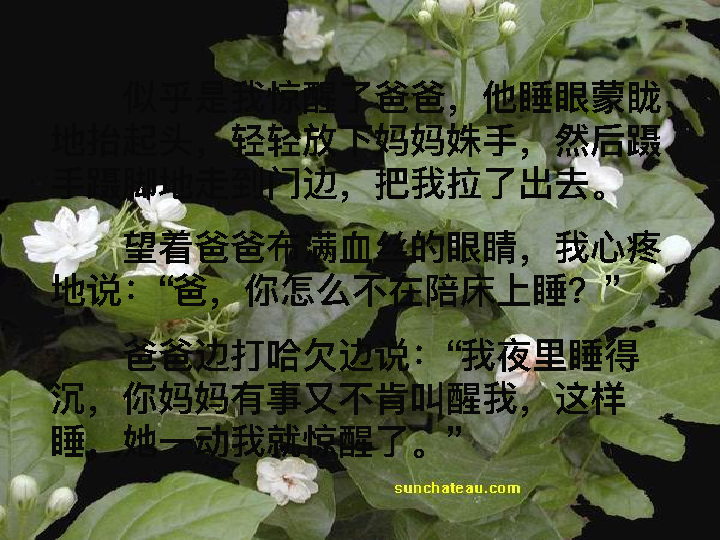 似乎是我惊醒了爸爸，他睡眼蒙眬
地抬起头，轻轻放下妈妈姝手，然后蹑
手蹑脚地走到门边，把我拉了出去。
望着爸爸布满血丝的眼睛，我心疼
地说：“爸，你怎么不在陪床上睡？”
爸爸边打哈欠边说：“我夜里睡得
沉，你妈妈有事又不肯叫醒我，这样
睡，她一动我就惊醒了。”
sunchateau.com